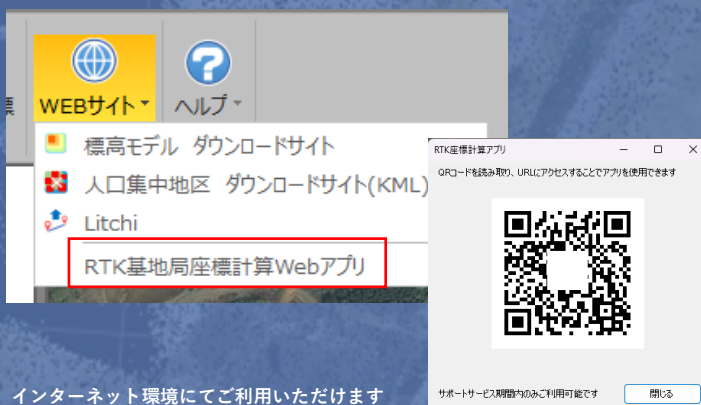 票
WEBサイト
ヘルプ
標高モデル ダウンロードサイト
人口集中地区 ダウンロードサイト(KML)
Litchi
RTK基地局座標計算Webアプリ
RTK座標計算アプリ
QRコードを読み取り、URLにアクセスすることでアプリを使用できます
サポートサービス期間内のみご利用可能です
閉じる
インターネット環境にてご利用いただけます